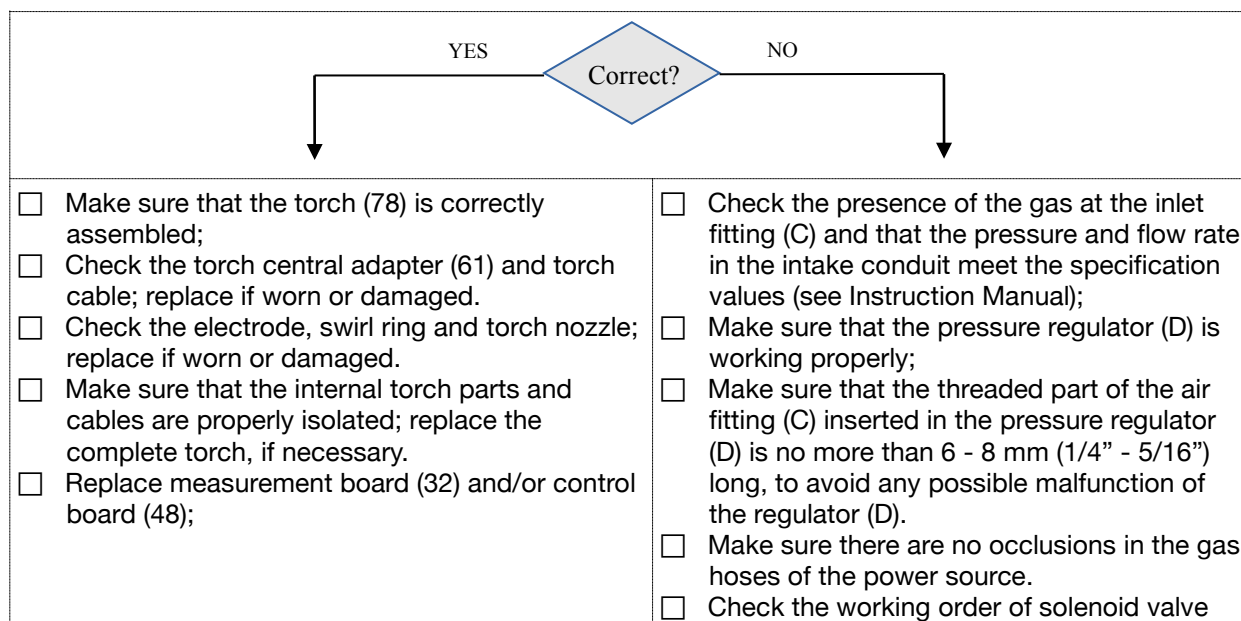 YES
Correct?
NO
Make sure that the torch (78) is correctly
assembled;
Check the torch central adapter (61) and torch
cable; replace if worn or damaged.
Check the electrode, swirl ring and torch nozzle;
replace if worn or damaged.
Make sure that the internal torch parts and
cables are properly isolated; replace the
complete torch, if necessary.
Replace measurement board (32) and/or control
board (48);
Check the presence of the gas at the inlet
fitting (C) and that the pressure and flow rate
in the intake conduit meet the specification
values (see Instruction Manual);
Make sure that the pressure regulator (D) is
working properly;
Make sure that the threaded part of the air
fitting (C) inserted in the pressure regulator
(D) is no more than 6 - 8 mm (1/4” - 5/16”)
long, to avoid any possible malfunction of
the regulator (D).
Make sure there are no occlusions in the gas
hoses of the power source.
Check the working order of solenoid valve